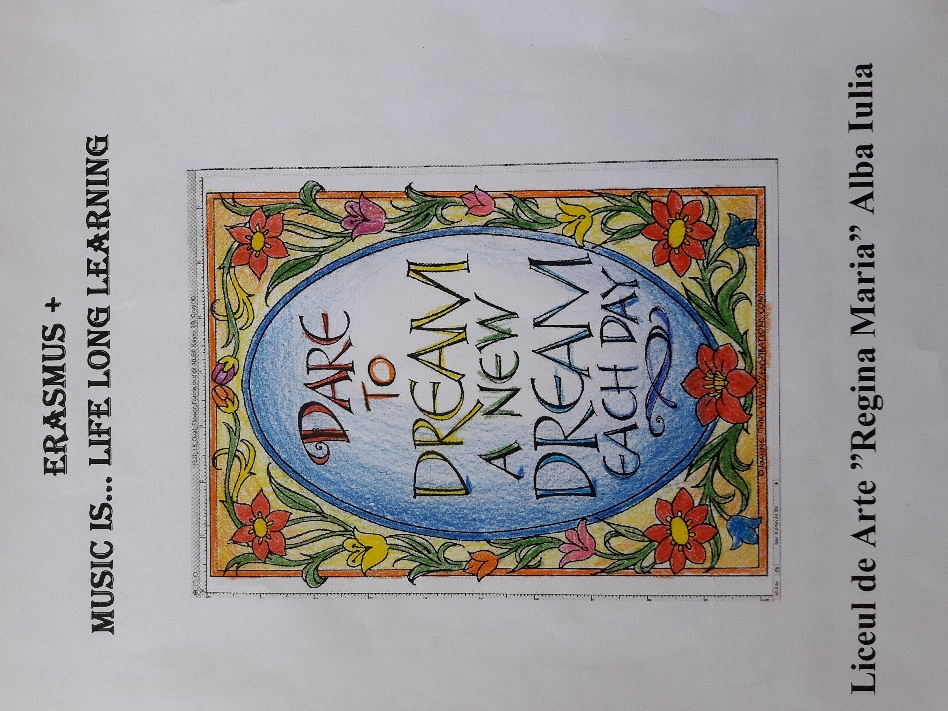 ERASMUS +
MUSIC IS... LIFE LONG LEARNING
DARE
TO
DREAM
A NEW
DREAM
EACH DAY
Liceul de Arte ”Regina Maria” Alba Iulia